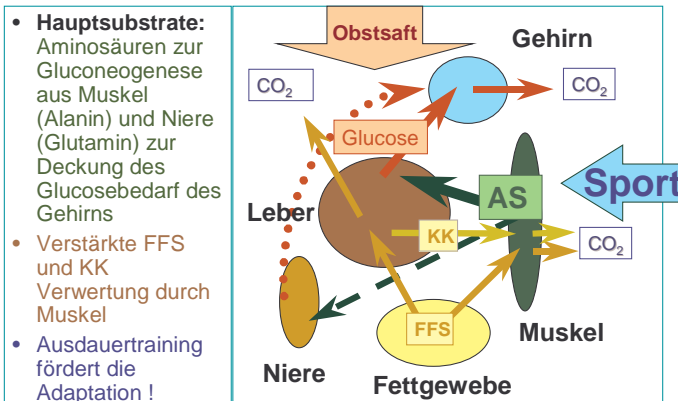 • Hauptsubstrate:
Aminosäuren zur
Gluconeogenese
aus Muskel
(Alanin) und Niere
(Glutamin) zur
Deckung des
Glucosebedarf des
Gehirns
• Verstärkte FFS
und KK
Verwertung durch
Muskel
• Ausdauertraining
fördert die
Adaptation !
Obstsaft
Gehirn
CO2
CO2
Glucose
AS
Sport
Leber
KK
CO2
FFS
Muskel
Niere
Fettgewebe